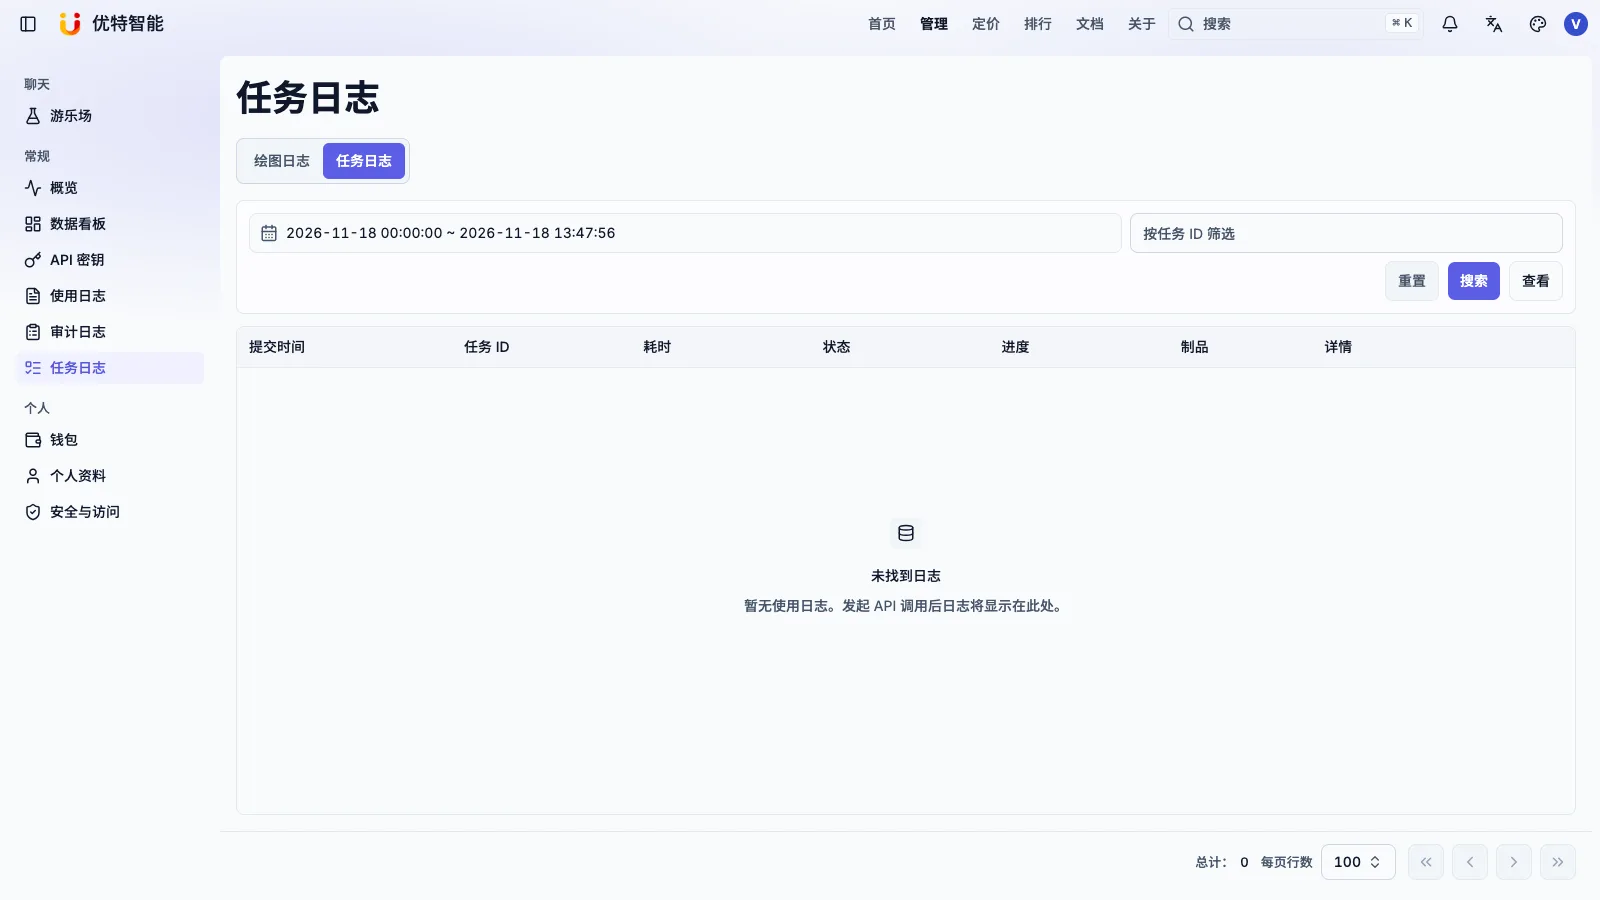 优特智能
首页 管理 定价 排行 文档 关于 搜索 ⌘ K V
聊天
游乐场
常规
概览
数据看板
API 密钥
使用日志
审计日志
任务日志
个人
钱包
个人资料
安全与访问
任务日志
绘图日志 任务日志
2026-11-18 00:00:00 ~ 2026-11-18 13:47:56 按任务 ID 筛选
重置 搜索 查看
提交时间 任务 ID 耗时 状态 进度 制品 详情
未找到日志
暂无使用日志。发起 API 调用后日志将显示在此处。
总计： 0 每页行数 100